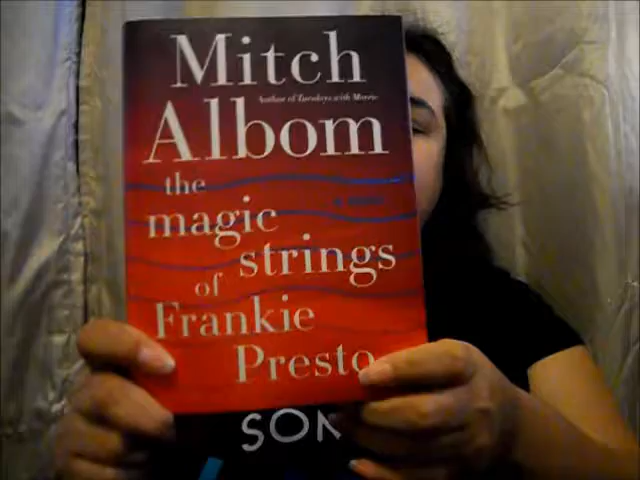 Mitch
Author of Tuesdays with Morrie
Albom
the
a novel
magic
strings
of
Frankie
Presto
SON